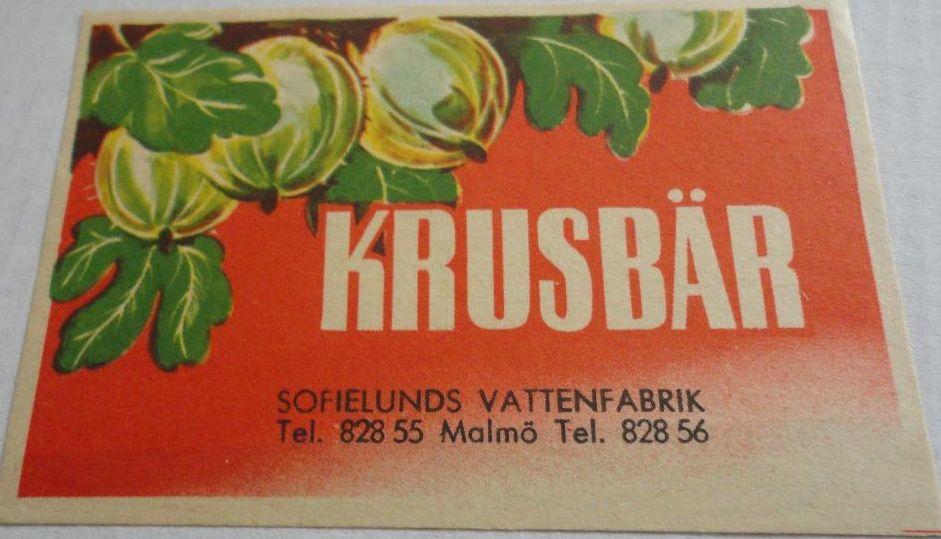 KRUSBÄR
SOFIELUNDS VATTENFABRIK
Tel. 828 55 Malmö Tel. 828 56